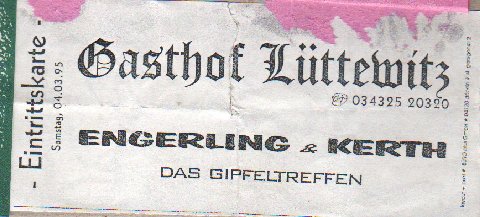 - Eintrittskarte -
Samstag, 04.03.95
Gasthof Lüttewitz
☎ 034325 20320
ENGERLING & KERTH
DAS GIPFELTREFFEN